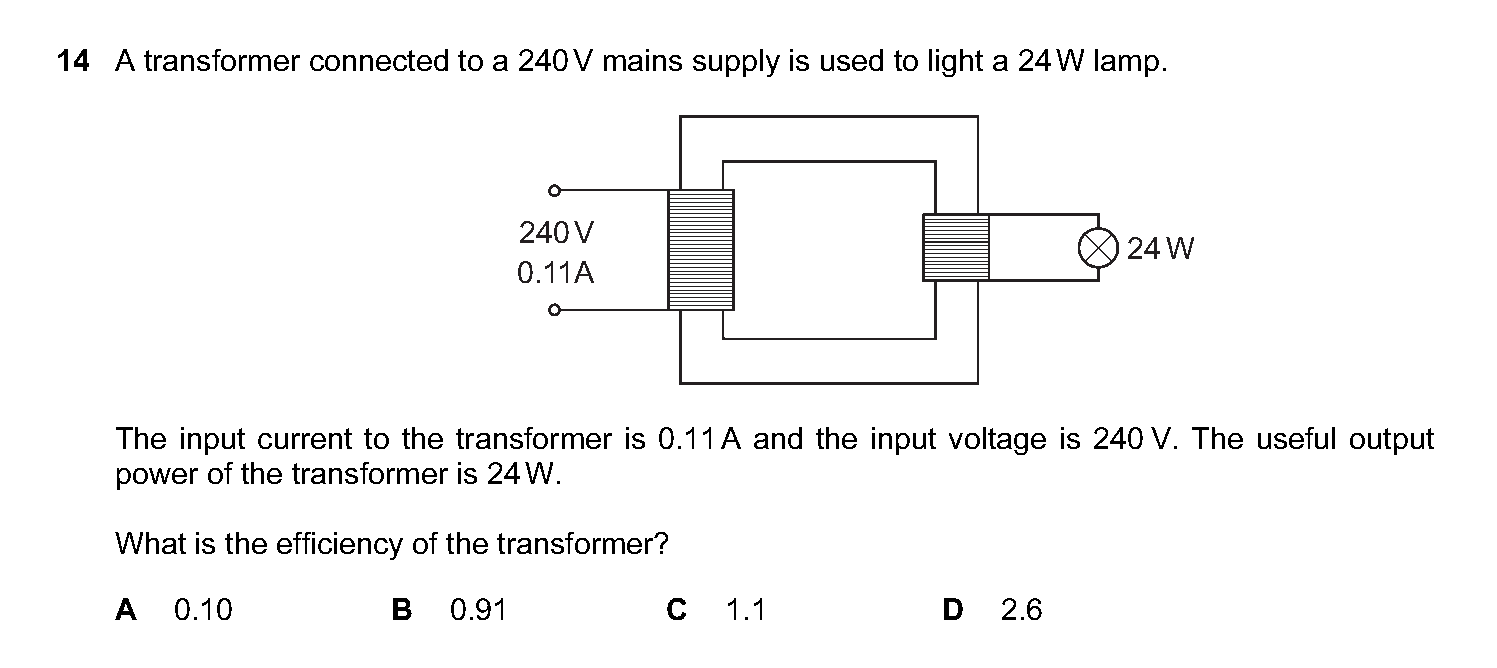 14 A transformer connected to a 240 V mains supply is used to light a 24 W lamp.
240 V
0.11 A
24 W
The input current to the transformer is 0.11 A and the input voltage is 240 V. The useful output
power of the transformer is 24 W.
What is the efficiency of the transformer?
A 0.10 B 0.91 C 1.1 D 2.6